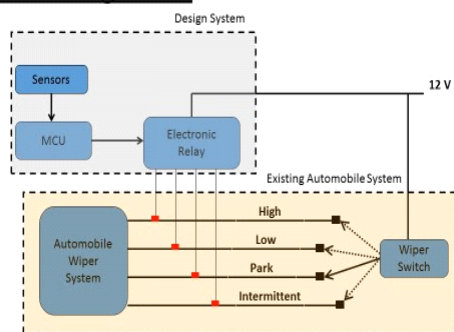 Design System
Sensors
12 V
MCU
Electronic
Relay
Existing Automobile System
High
Automobile
Wiper
System
Low
Wiper
Switch
Park
Intermittent